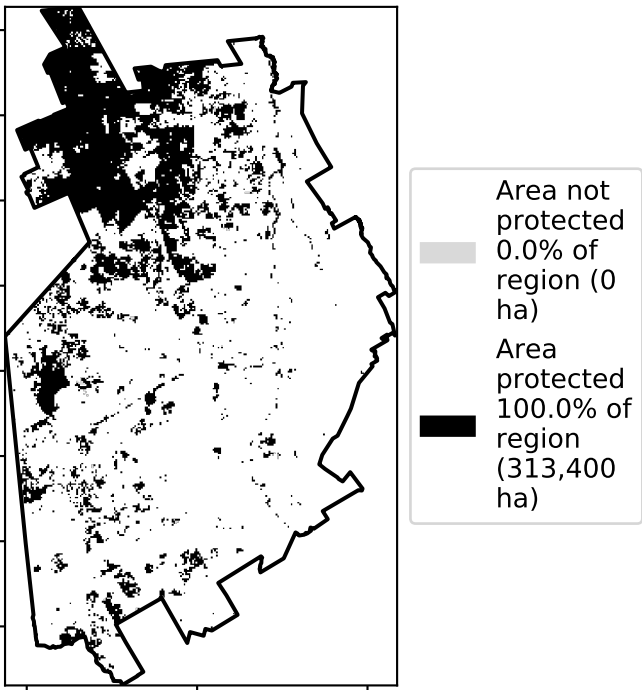 Area not
protected
0.0% of
region (0
ha)
Area
protected
100.0% of
region
(313,400
ha)